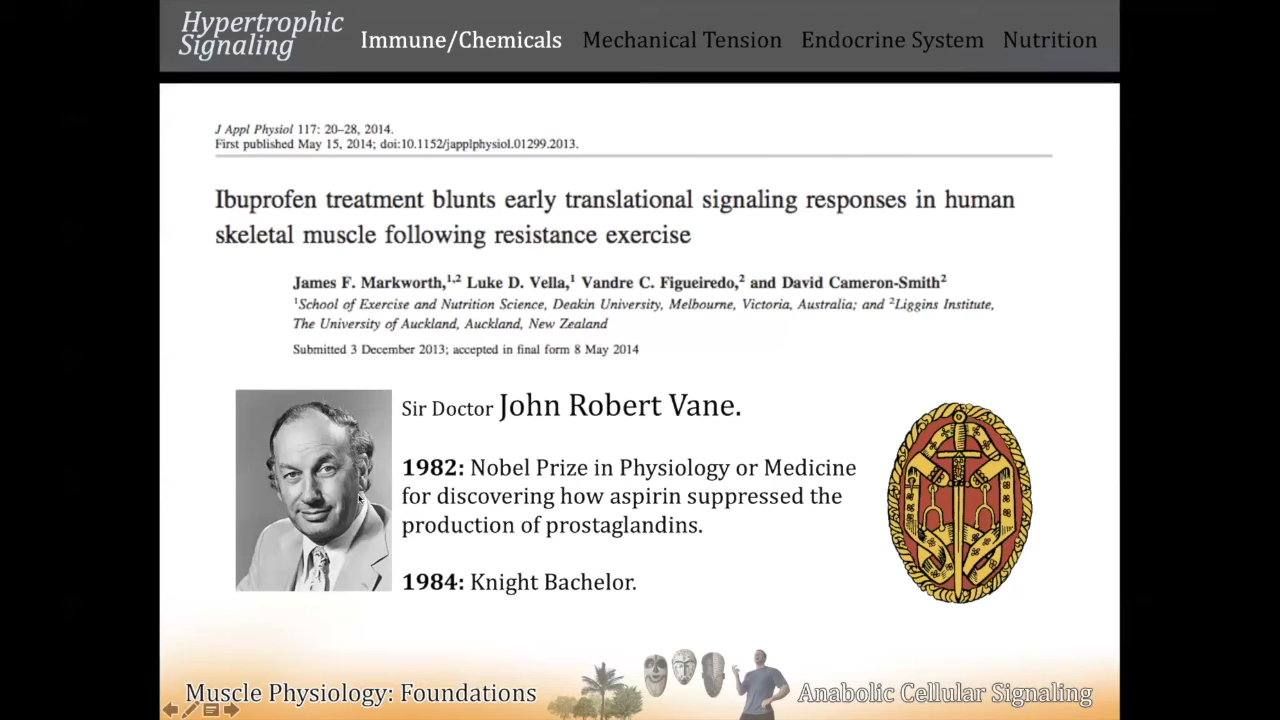 Hypertrophic
Signaling
Immune/Chemicals Mechanical Tension Endocrine System Nutrition
J Appl Physiol 117: 20–28, 2014.
First published May 15, 2014; doi:10.1152/japplphysiol.01299.2013.
Ibuprofen treatment blunts early translational signaling responses in human
skeletal muscle following resistance exercise
James F. Markworth,1,2 Luke D. Vella,1 Vandre C. Figueiredo,2 and David Cameron-Smith2
1School of Exercise and Nutrition Science, Deakin University, Melbourne, Victoria, Australia; and 2Liggins Institute,
The University of Auckland, Auckland, New Zealand
Submitted 3 December 2013; accepted in final form 8 May 2014
Sir Doctor John Robert Vane.
1982: Nobel Prize in Physiology or Medicine
for discovering how aspirin suppressed the
production of prostaglandins.
1984: Knight Bachelor.
Muscle Physiology: Foundations
Anabolic Cellular Signaling